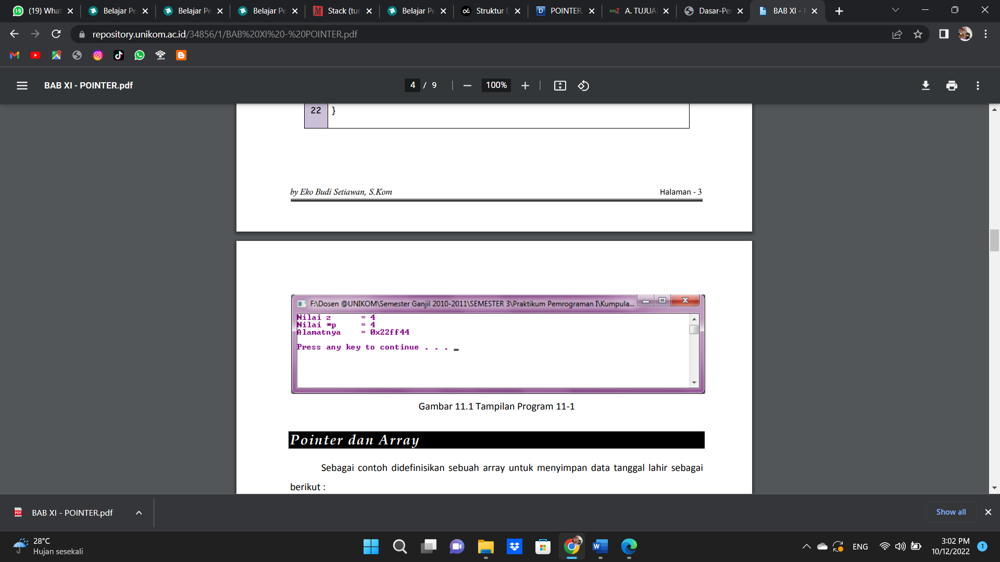 (19) What
Belajar Pe
Belajar Pe
Belajar Pe
Stack (tu
Belajar Pe
Struktur D
POINTER
A. TUJUA
Dasar-Pe
BAB XI -
repository.unikom.ac.id/34856/1/BAB%20XI%20-%20POINTER.pdf
BAB XI - POINTER.pdf
4 / 9
100%
22 }
by Eko Budi Setiawan, S.Kom
Halaman - 3
F:\Dosen @UNIKOM\Semester Ganjil 2010-2011\SEMESTER 3\Praktikum Pemrograman I\Kumpula...
Nilai z = 4
Nilai *p = 4
Alamatnya = 0x22ff44
Press any key to continue . . . _
Gambar 11.1 Tampilan Program 11-1
Pointer dan Array
Sebagai contoh didefinisikan sebuah array untuk menyimpan data tanggal lahir sebagai
berikut :
BAB XI - POINTER.pdf
Show all
28°C
Hujan sesekali
ENG
3:02 PM
10/12/2022
1